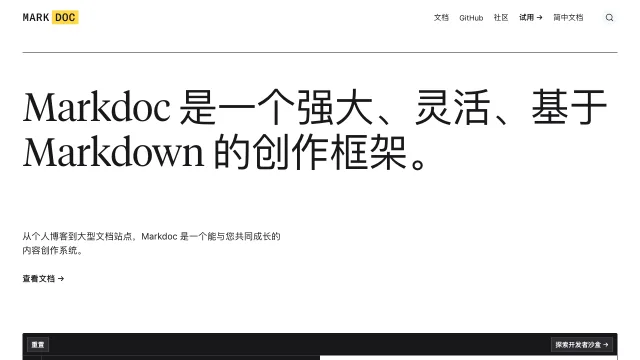 MARKDOC
文档 GitHub 社区 试用 → 简中文档
Markdoc 是一个强大、灵活、基于
Markdown 的创作框架。
从个人博客到大型文档站点，Markdoc 是一个能与您共同成长的
内容创作系统。
查看文档 →
重置 探索开发者沙盒 →